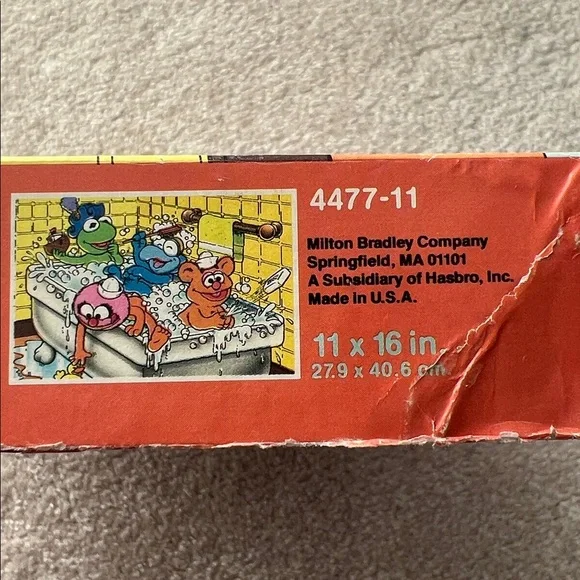 4477-11
Milton Bradley Company
Springfield, MA 01101
A Subsidiary of Hasbro, Inc.
Made in U.S.A.
11 x 16 in.
27.9 x 40.6 cm